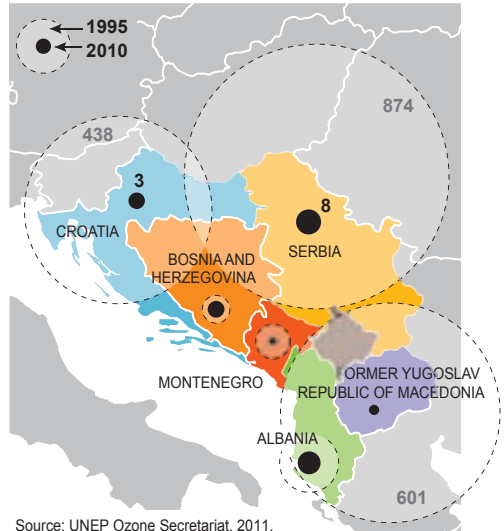 1995
2010
874
438
3
8
CROATIA
SERBIA
BOSNIA AND
HERZEGOVINA
MONTENEGRO
FORMER YUGOSLAV
REPUBLIC OF MACEDONIA
ALBANIA
601
Source: UNEP Ozone Secretariat, 2011.